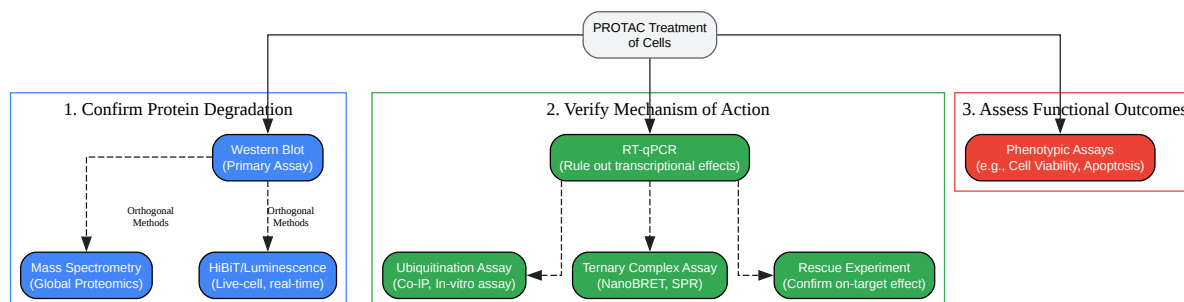 PROTAC Treatment
of Cells
1. Confirm Protein Degradation
2. Verify Mechanism of Action
3. Assess Functional Outcomes
Western Blot
(Primary Assay)
RT-qPCR
(Rule out transcriptional effects)
Phenotypic Assays
(e.g., Cell Viability, Apoptosis)
Orthogonal
Methods
Orthogonal
Methods
Mass Spectrometry
(Global Proteomics)
HiBiT/Luminescence
(Live-cell, real-time)
Ubiquitination Assay
(Co-IP, In-vitro assay)
Ternary Complex Assay
(NanoBRET, SPR)
Rescue Experiment
(Confirm on-target effect)